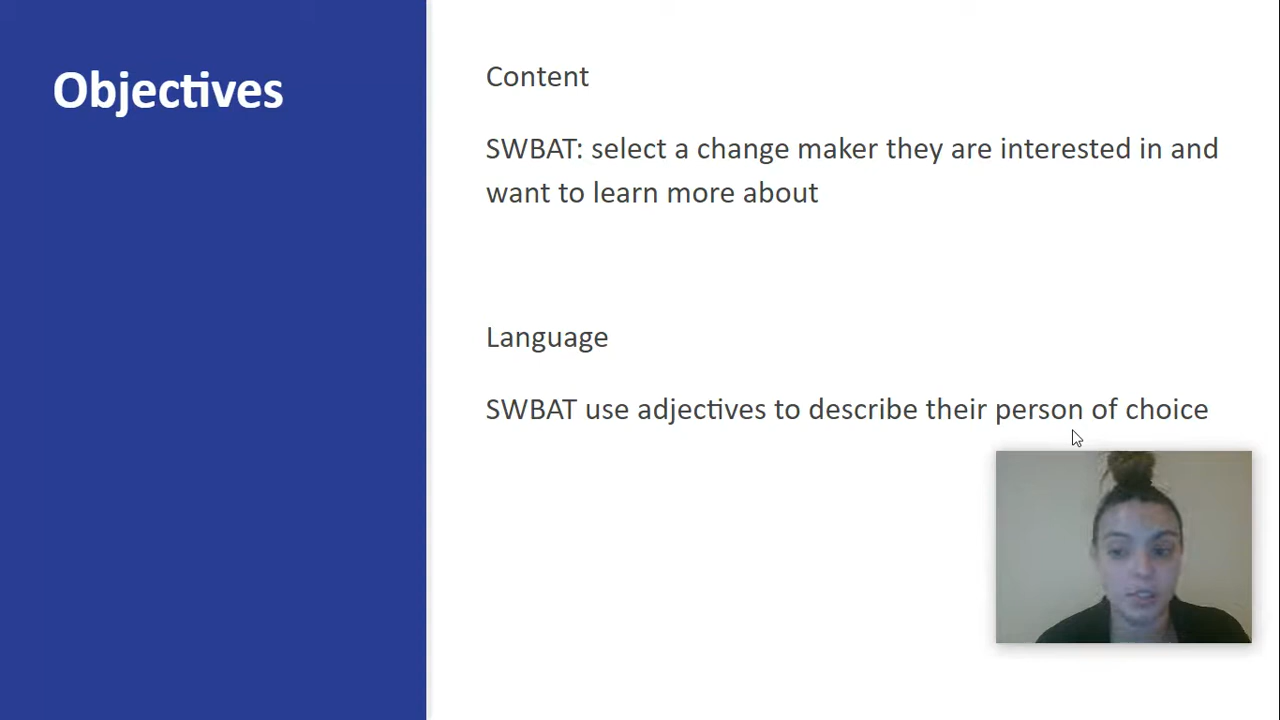 Objectives
Content
SWBAT: select a change maker they are interested in and
want to learn more about
Language
SWBAT use adjectives to describe their person of choice